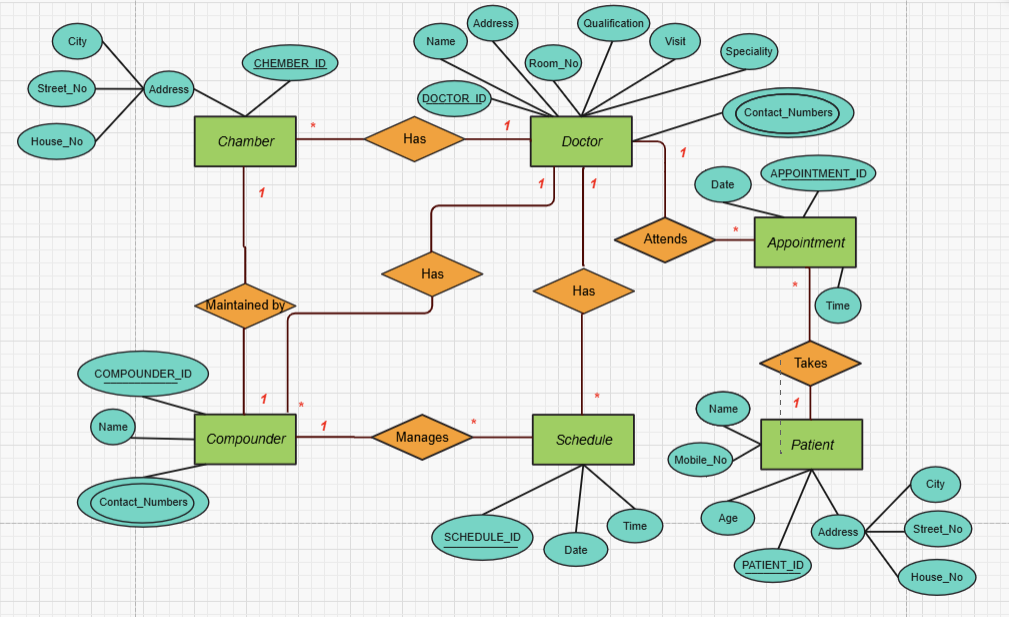 Address
Qualification
City
Name
Visit
Speciality
CHEMBER_ID
Room_No
Street_No
Address
DOCTOR_ID
Contact_Numbers
House_No
Chamber
*
Has
1
Doctor
1
1
1
1
Date
APPOINTMENT_ID
Attends
*
Appointment
Has
Has
*
Maintained by
Time
Takes
COMPOUNDER_ID
1
*
*
1
Name
Name
1
Manages
*
Compounder
Schedule
Patient
Mobile_No
Contact_Numbers
City
Age
Address
Street_No
Time
SCHEDULE_ID
Date
PATIENT_ID
House_No